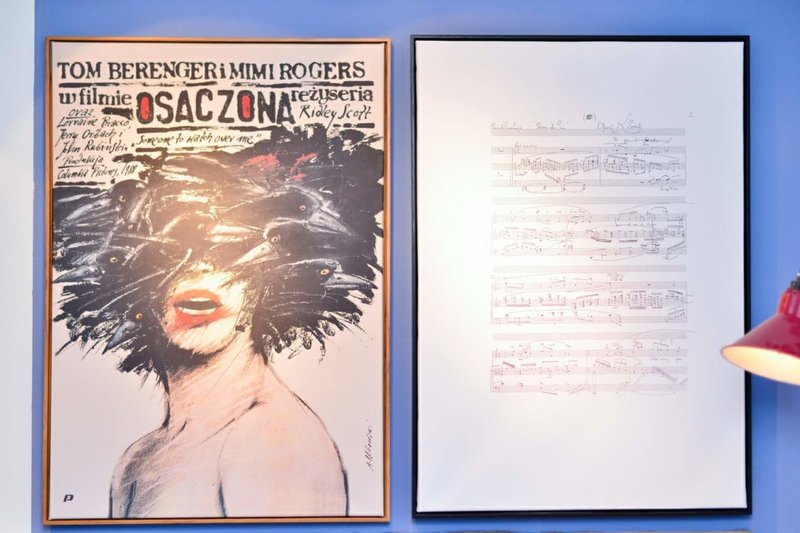 TOM BERENGER i MIMI ROGERS
w filmie OSACZONA reżyseria
oraz Ridley Scott
Lorraine Bracco,
Jerry Orbach i
John Rubinstein „Someone to watch over me"
Produkcja
Columbia Pictures, 1987
P